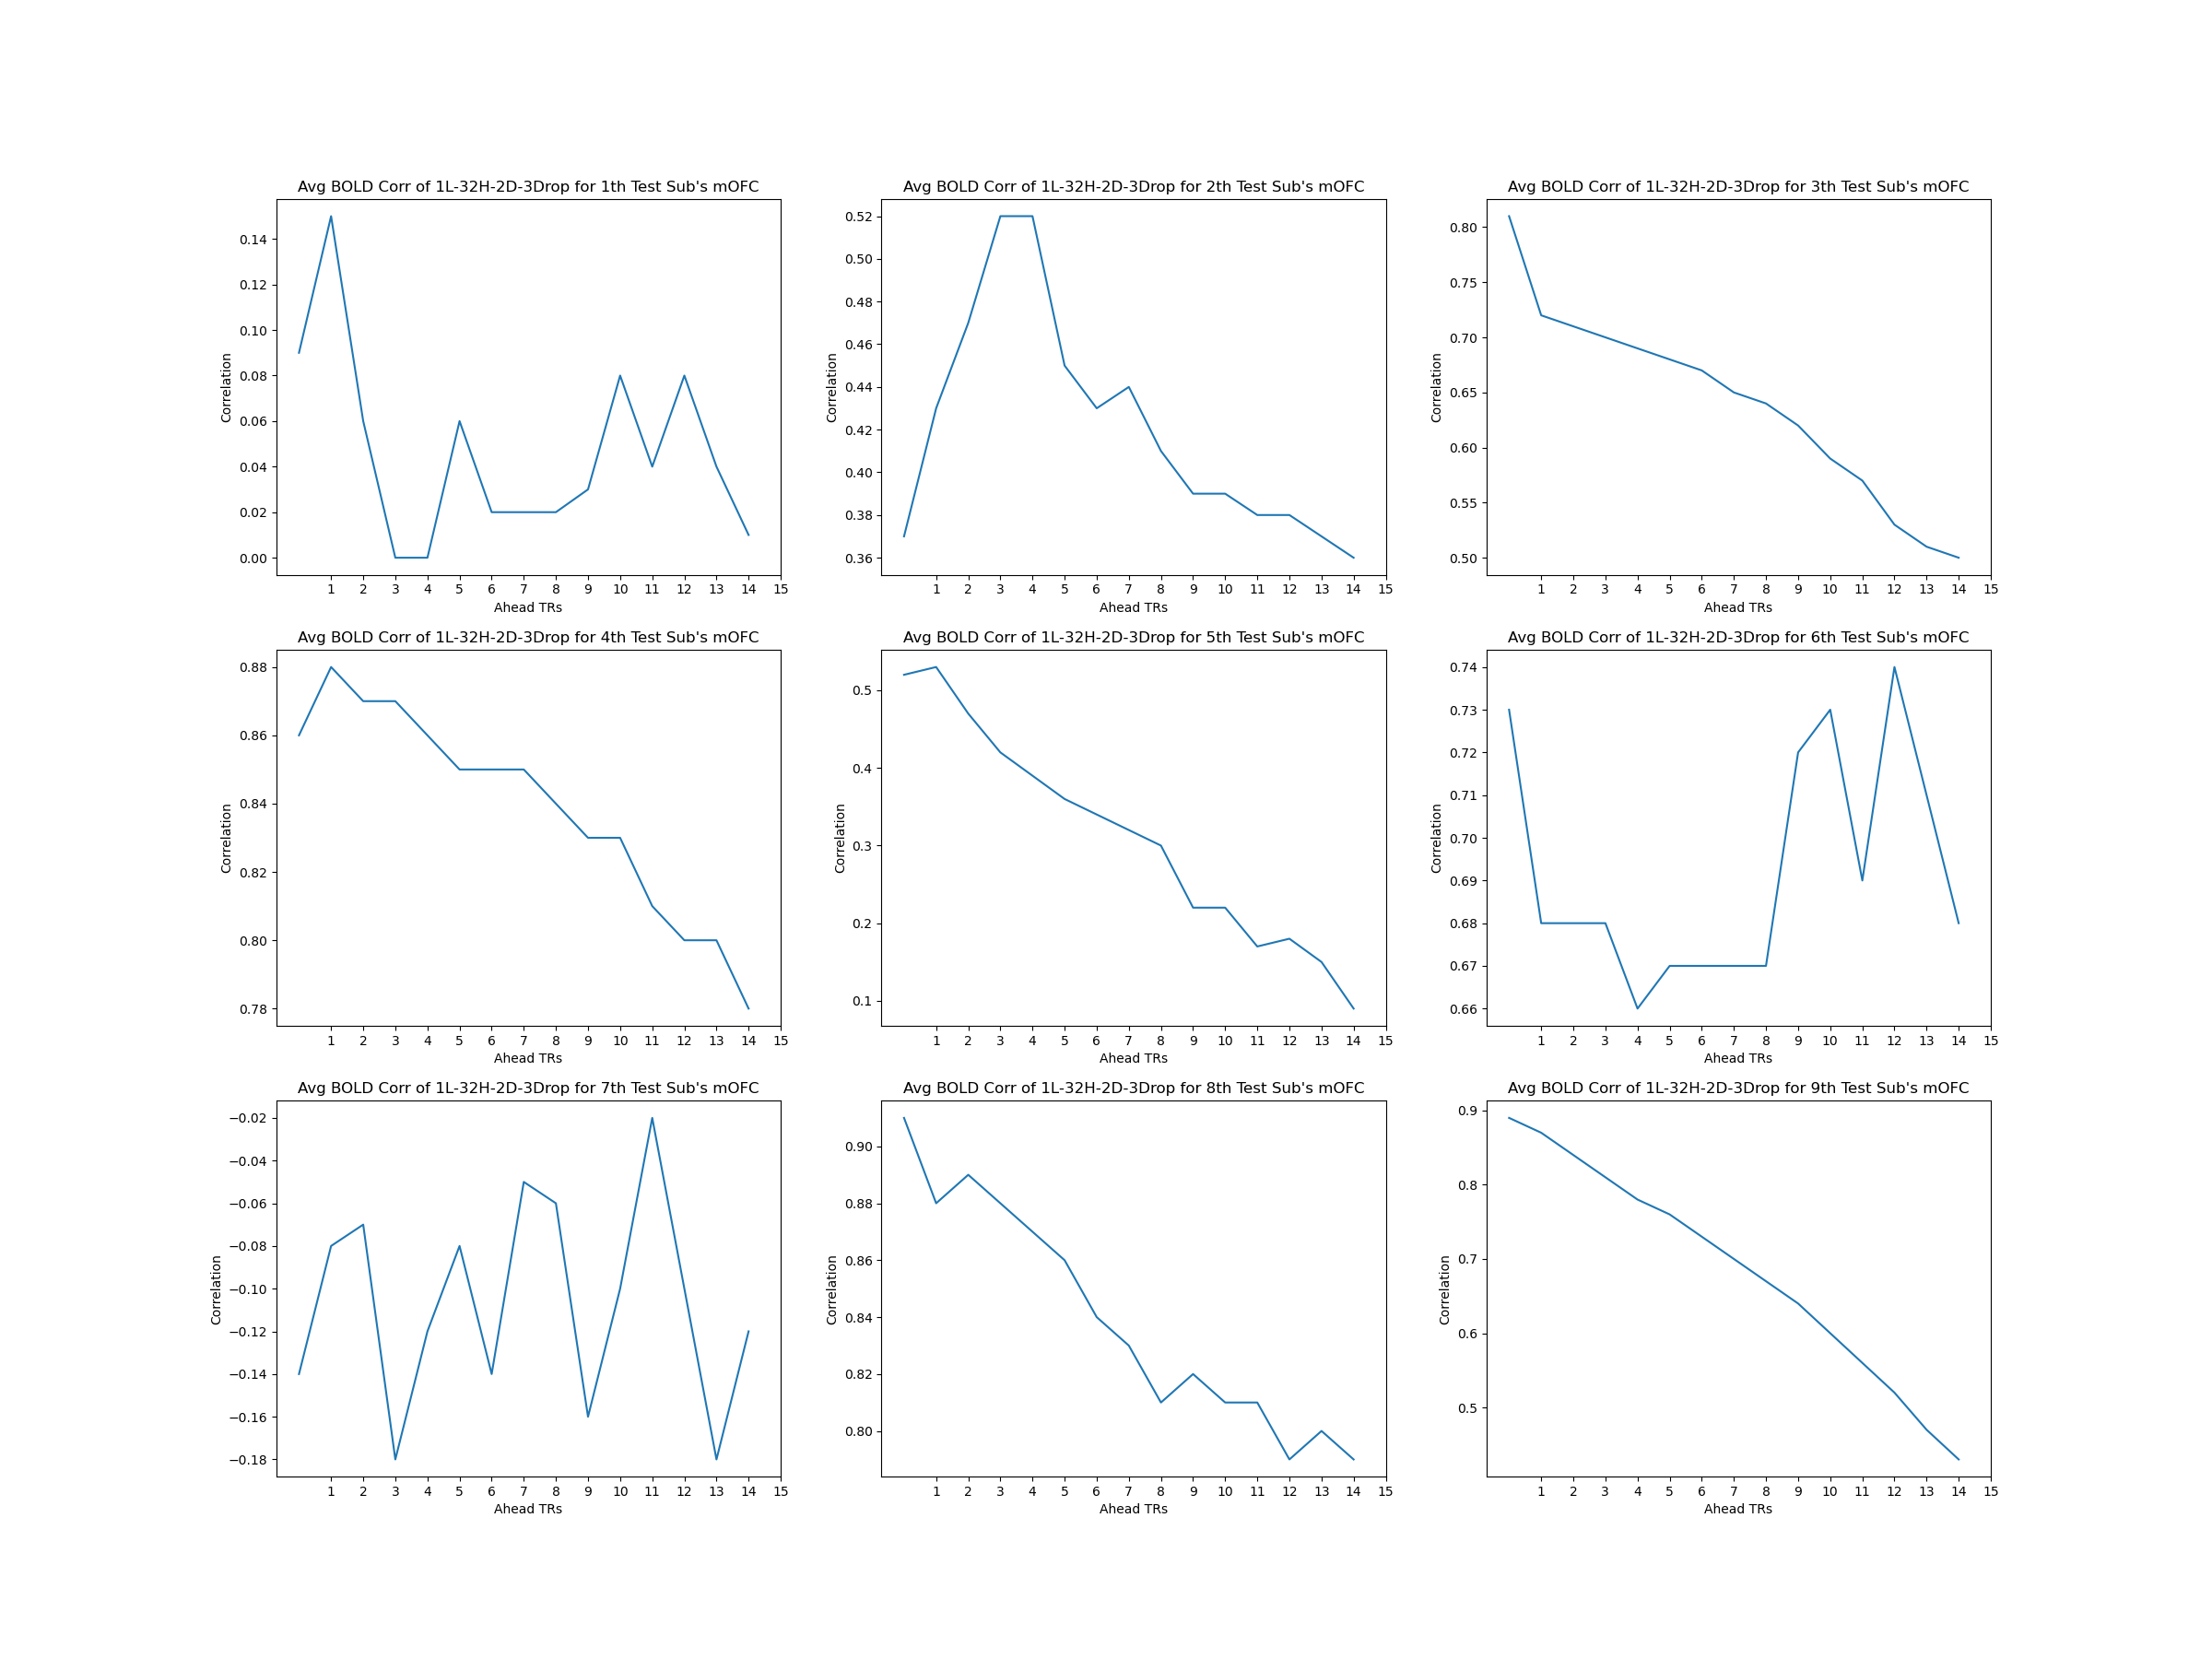 Avg BOLD Corr of 1L-32H-2D-3Drop for 1th Test Sub's mOFC
0.14
0.12
0.10
0.08
0.06
0.04
0.02
0.00
Correlation
1 2 3 4 5 6 7 8 9 10 11 12 13 14 15
Ahead TRs
Avg BOLD Corr of 1L-32H-2D-3Drop for 2th Test Sub's mOFC
0.52
0.50
0.48
0.46
0.44
0.42
0.40
0.38
0.36
Correlation
1 2 3 4 5 6 7 8 9 10 11 12 13 14 15
Ahead TRs
Avg BOLD Corr of 1L-32H-2D-3Drop for 3th Test Sub's mOFC
0.80
0.75
0.70
0.65
0.60
0.55
0.50
Correlation
1 2 3 4 5 6 7 8 9 10 11 12 13 14 15
Ahead TRs
Avg BOLD Corr of 1L-32H-2D-3Drop for 4th Test Sub's mOFC
0.88
0.86
0.84
0.82
0.80
0.78
Correlation
1 2 3 4 5 6 7 8 9 10 11 12 13 14 15
Ahead TRs
Avg BOLD Corr of 1L-32H-2D-3Drop for 5th Test Sub's mOFC
0.5
0.4
0.3
0.2
0.1
Correlation
1 2 3 4 5 6 7 8 9 10 11 12 13 14 15
Ahead TRs
Avg BOLD Corr of 1L-32H-2D-3Drop for 6th Test Sub's mOFC
0.74
0.73
0.72
0.71
0.70
0.69
0.68
0.67
0.66
Correlation
1 2 3 4 5 6 7 8 9 10 11 12 13 14 15
Ahead TRs
Avg BOLD Corr of 1L-32H-2D-3Drop for 7th Test Sub's mOFC
−0.02
−0.04
−0.06
−0.08
−0.10
−0.12
−0.14
−0.16
−0.18
Correlation
1 2 3 4 5 6 7 8 9 10 11 12 13 14 15
Ahead TRs
Avg BOLD Corr of 1L-32H-2D-3Drop for 8th Test Sub's mOFC
0.90
0.88
0.86
0.84
0.82
0.80
Correlation
1 2 3 4 5 6 7 8 9 10 11 12 13 14 15
Ahead TRs
Avg BOLD Corr of 1L-32H-2D-3Drop for 9th Test Sub's mOFC
0.9
0.8
0.7
0.6
0.5
Correlation
1 2 3 4 5 6 7 8 9 10 11 12 13 14 15
Ahead TRs